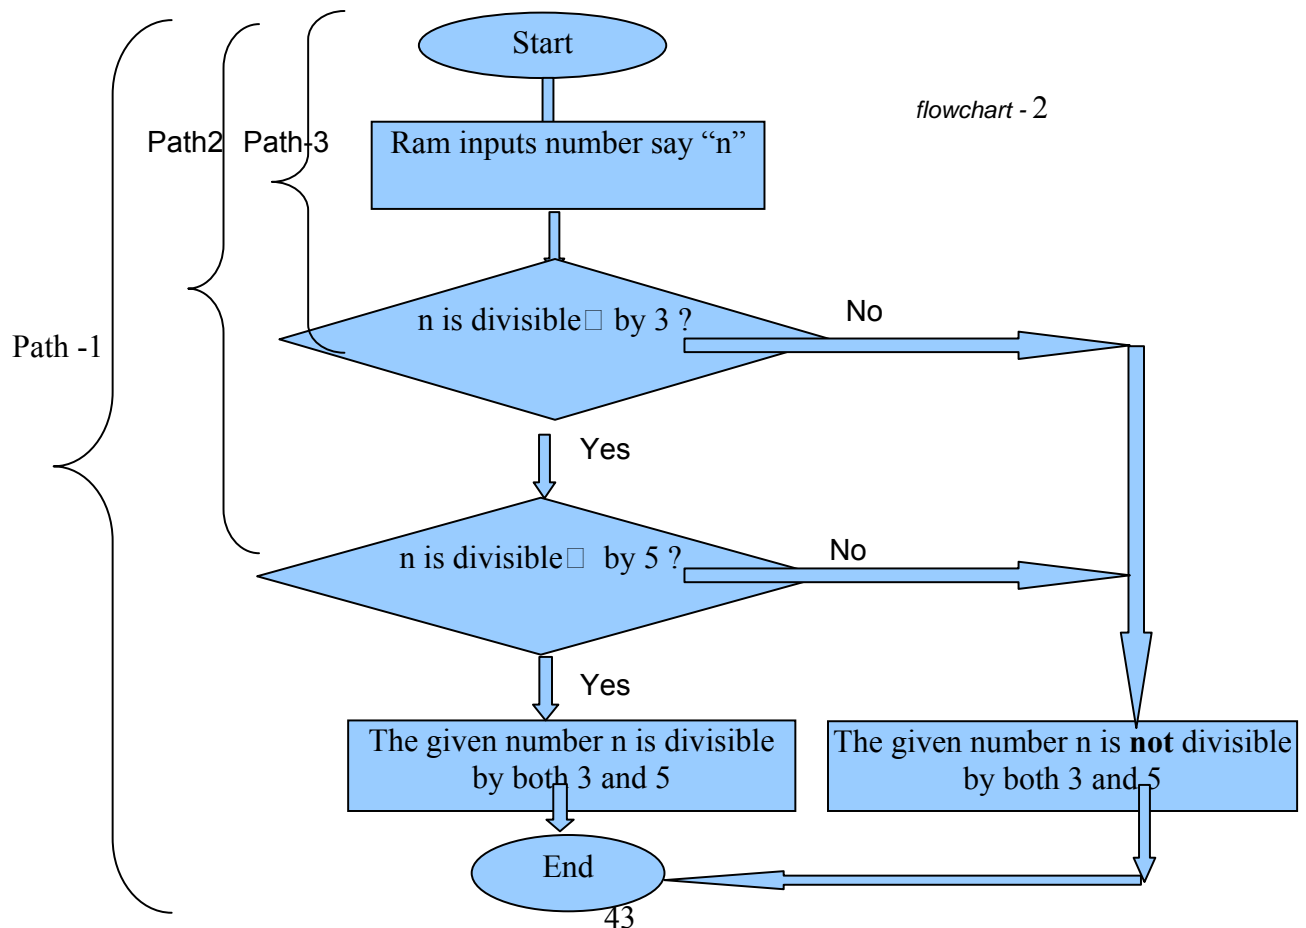 Start
flowchart - 2
Path2
Path-3
Ram inputs number say “n”
n is divisible□ by 3 ?
No
Path -1
Yes
n is divisible□ by 5 ?
No
Yes
The given number n is divisible
by both 3 and 5
The given number n is not divisible
by both 3 and 5
End
43